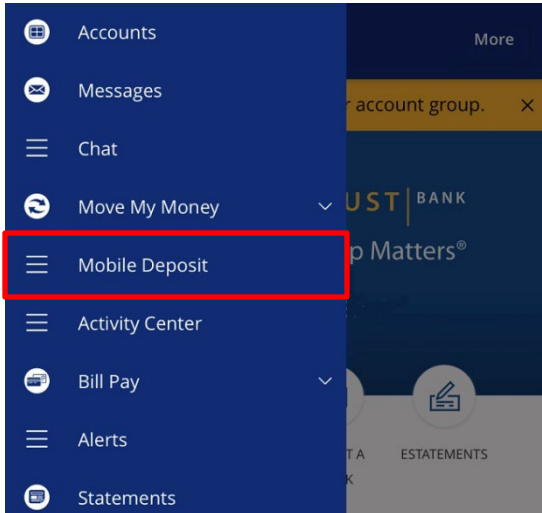 Accounts
More
Messages
r account group. ×
Chat
Move My Money
UST | BANK
Mobile Deposit
p Matters®
Activity Center
Bill Pay
Alerts
T A
ESTATEMENTS
K
Statements